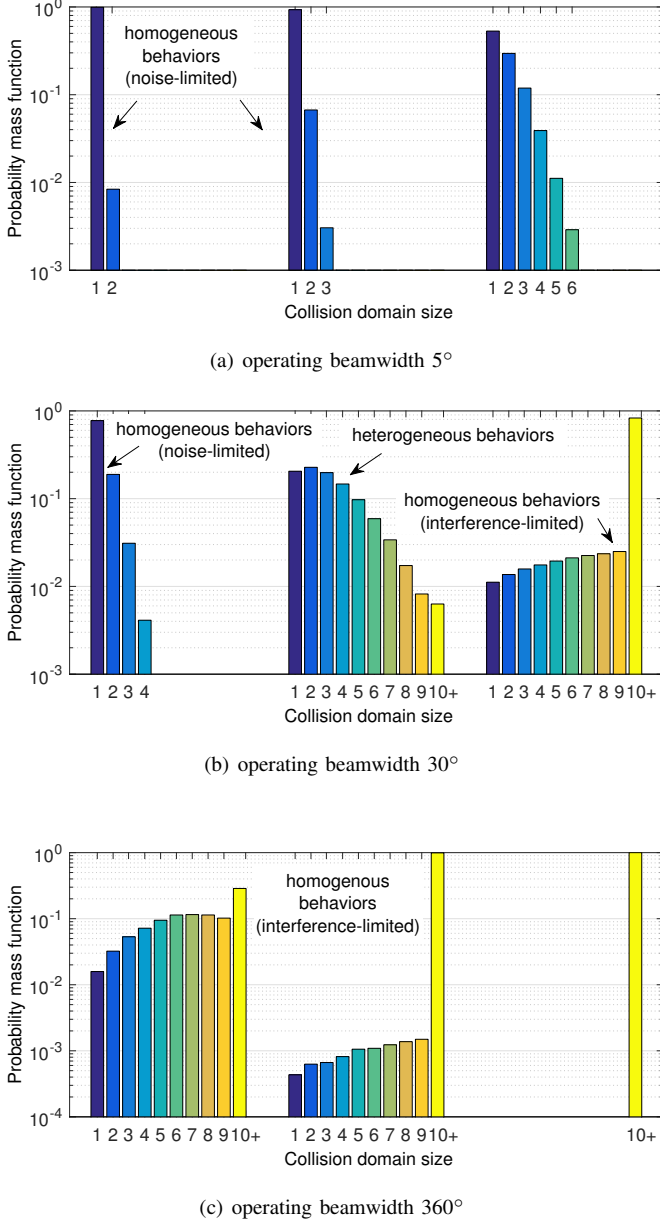 10^0
10^-1
10^-2
10^-3
Probability mass function
homogeneous
behaviors
(noise-limited)
1 2 1 2 3 1 2 3 4 5 6
Collision domain size
(a) operating beamwidth 5°
10^0
10^-1
10^-2
10^-3
Probability mass function
homogeneous behaviors
(noise-limited)
heterogeneous behaviors
homogeneous behaviors
(interference-limited)
1 2 3 4 1 2 3 4 5 6 7 8 9 10+ 1 2 3 4 5 6 7 8 9 10+
Collision domain size
(b) operating beamwidth 30°
10^0
10^-1
10^-2
10^-3
10^-4
Probability mass function
homogenous
behaviors
(interference-limited)
1 2 3 4 5 6 7 8 9 10+ 1 2 3 4 5 6 7 8 9 10+ 10+
Collision domain size
(c) operating beamwidth 360°